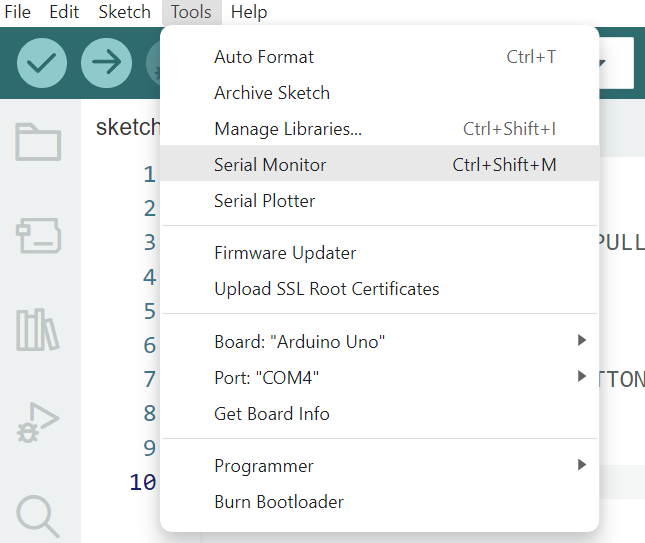 File Edit Sketch Tools Help
Auto Format Ctrl+T
Archive Sketch
Manage Libraries... Ctrl+Shift+I
sketch
Serial Monitor Ctrl+Shift+M
1
Serial Plotter
2
3 PULL
Firmware Updater
4
Upload SSL Root Certificates
5
6
Board: "Arduino Uno"
7 TTON
Port: "COM4"
8
Get Board Info
9
Programmer
10
Burn Bootloader